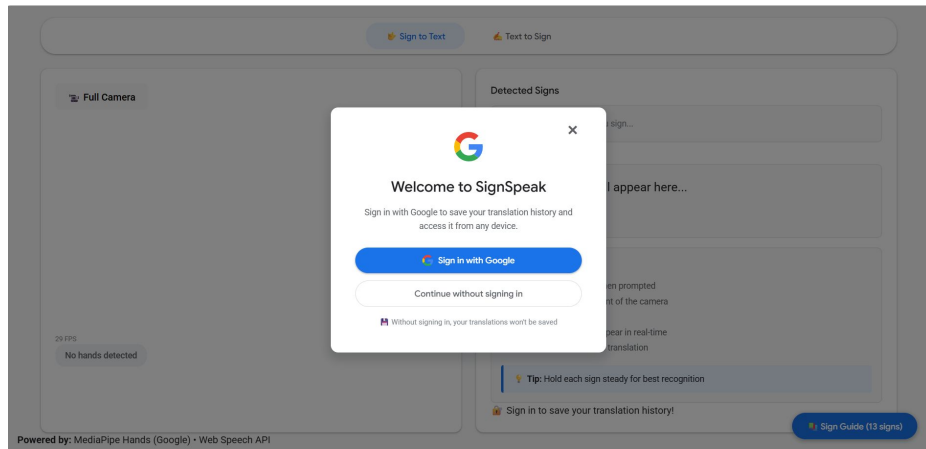 Sign to Text
Text to Sign
Full Camera
Detected Signs
sign...
Welcome to SignSpeak
l appear here...
Sign in with Google to save your translation history and
access it from any device.
Sign in with Google
Continue without signing in
en prompted
nt of the camera
Without signing in, your translations won't be saved
pear in real-time
translation
29 FPS
No hands detected
Tip: Hold each sign steady for best recognition
Sign in to save your translation history!
Sign Guide (13 signs)
Powered by: MediaPipe Hands (Google) • Web Speech API